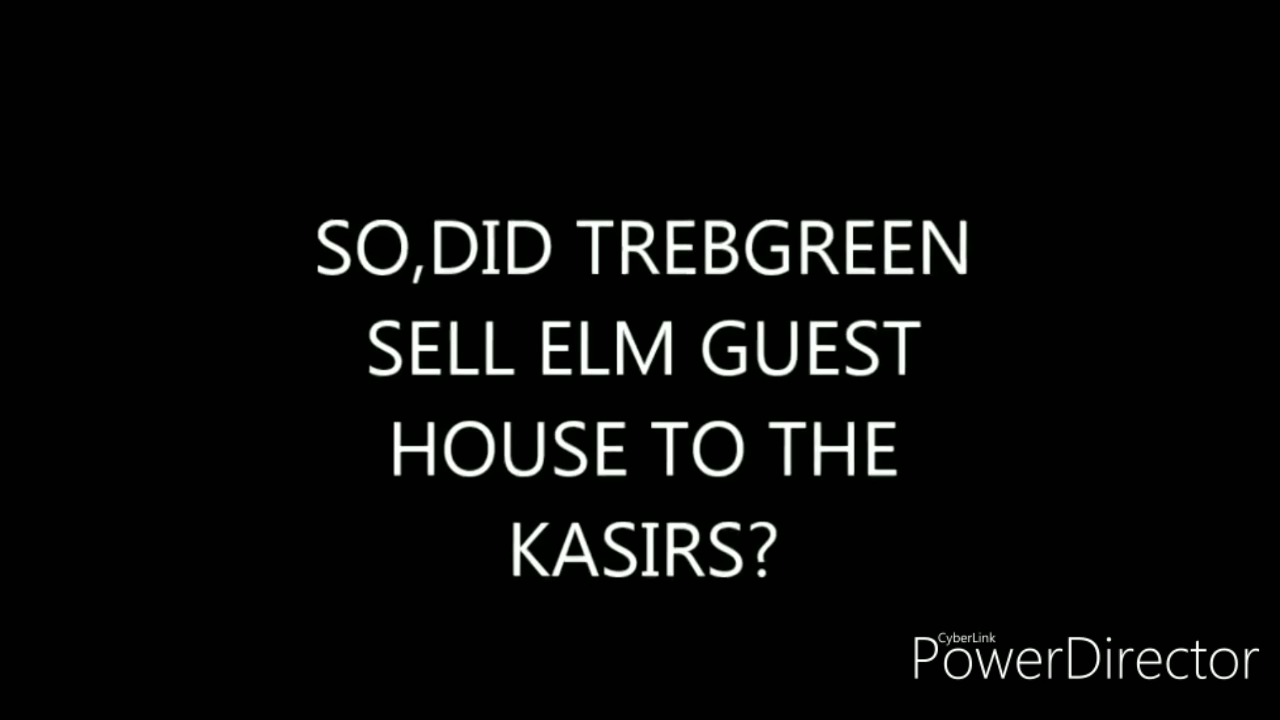 SO,DID TREBGREEN
SELL ELM GUEST
HOUSE TO THE
KASIRS?
CyberLink
PowerDirector